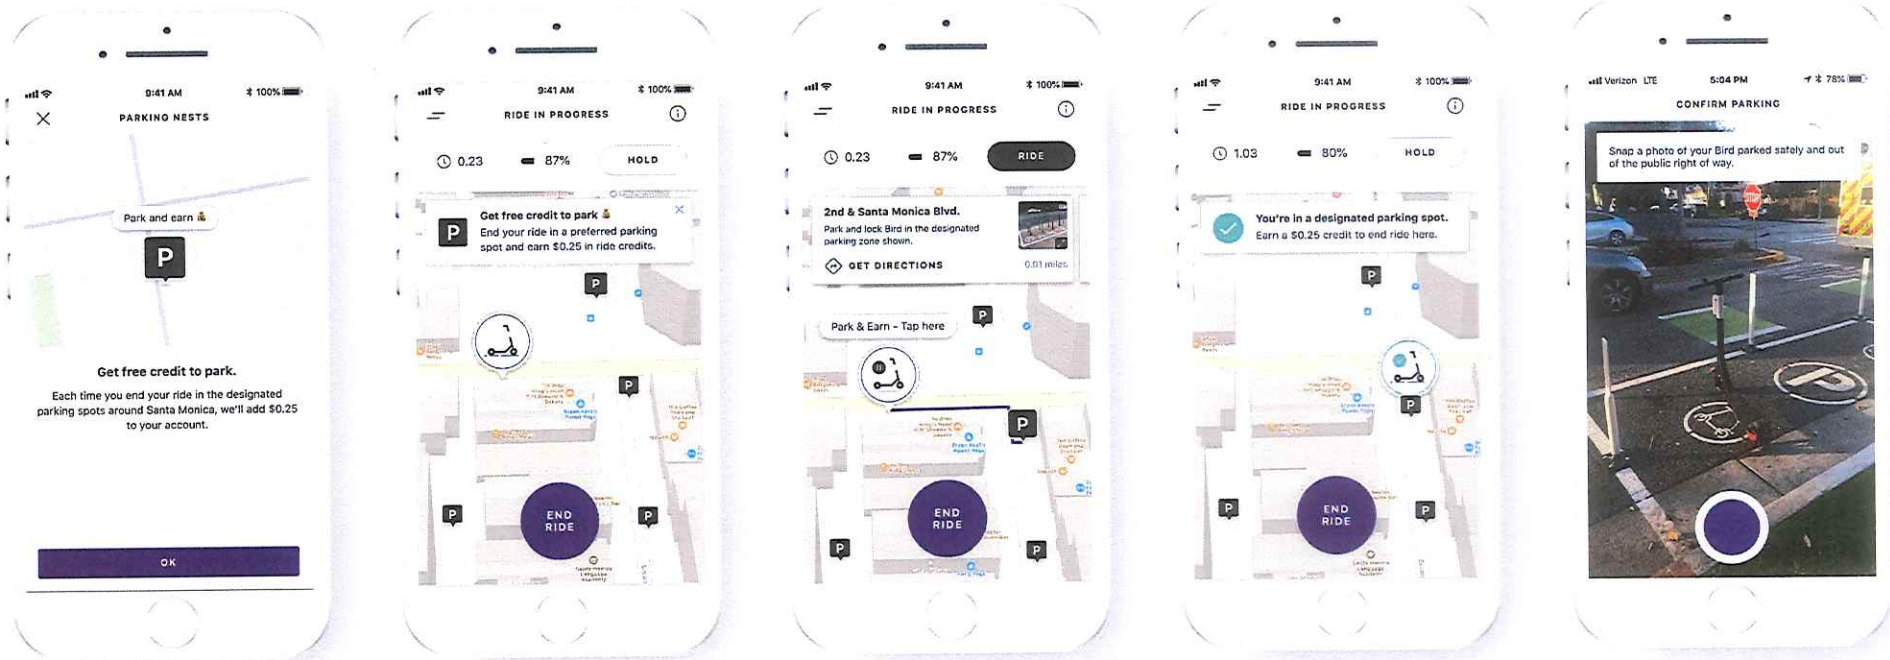 9:41 AM
100%
PARKING NESTS
Park and earn 💰
P
Get free credit to park.
Each time you end your ride in the designated
parking spots around Santa Monica, we'll add $0.25
to your account.
OK
9:41 AM
100%
RIDE IN PROGRESS
0.23
87%
HOLD
P
Get free credit to park 💰
End your ride in a preferred parking
spot and earn $0.25 in ride credits.
P
P
P
P
END
RIDE
9:41 AM
100%
RIDE IN PROGRESS
0.23
87%
RIDE
2nd & Santa Monica Blvd.
Park and lock Bird in the designated
parking zone shown.
GET DIRECTIONS
0.01 miles
P
Park & Earn - Tap here
P
P
P
END
RIDE
9:41 AM
100%
RIDE IN PROGRESS
1.03
80%
HOLD
You're in a designated parking spot.
Earn a $0.25 credit to end ride here.
P
P
P
P
END
RIDE
Verizon LTE
5:04 PM
78%
CONFIRM PARKING
Snap a photo of your Bird parked safely and out
of the public right of way.
P